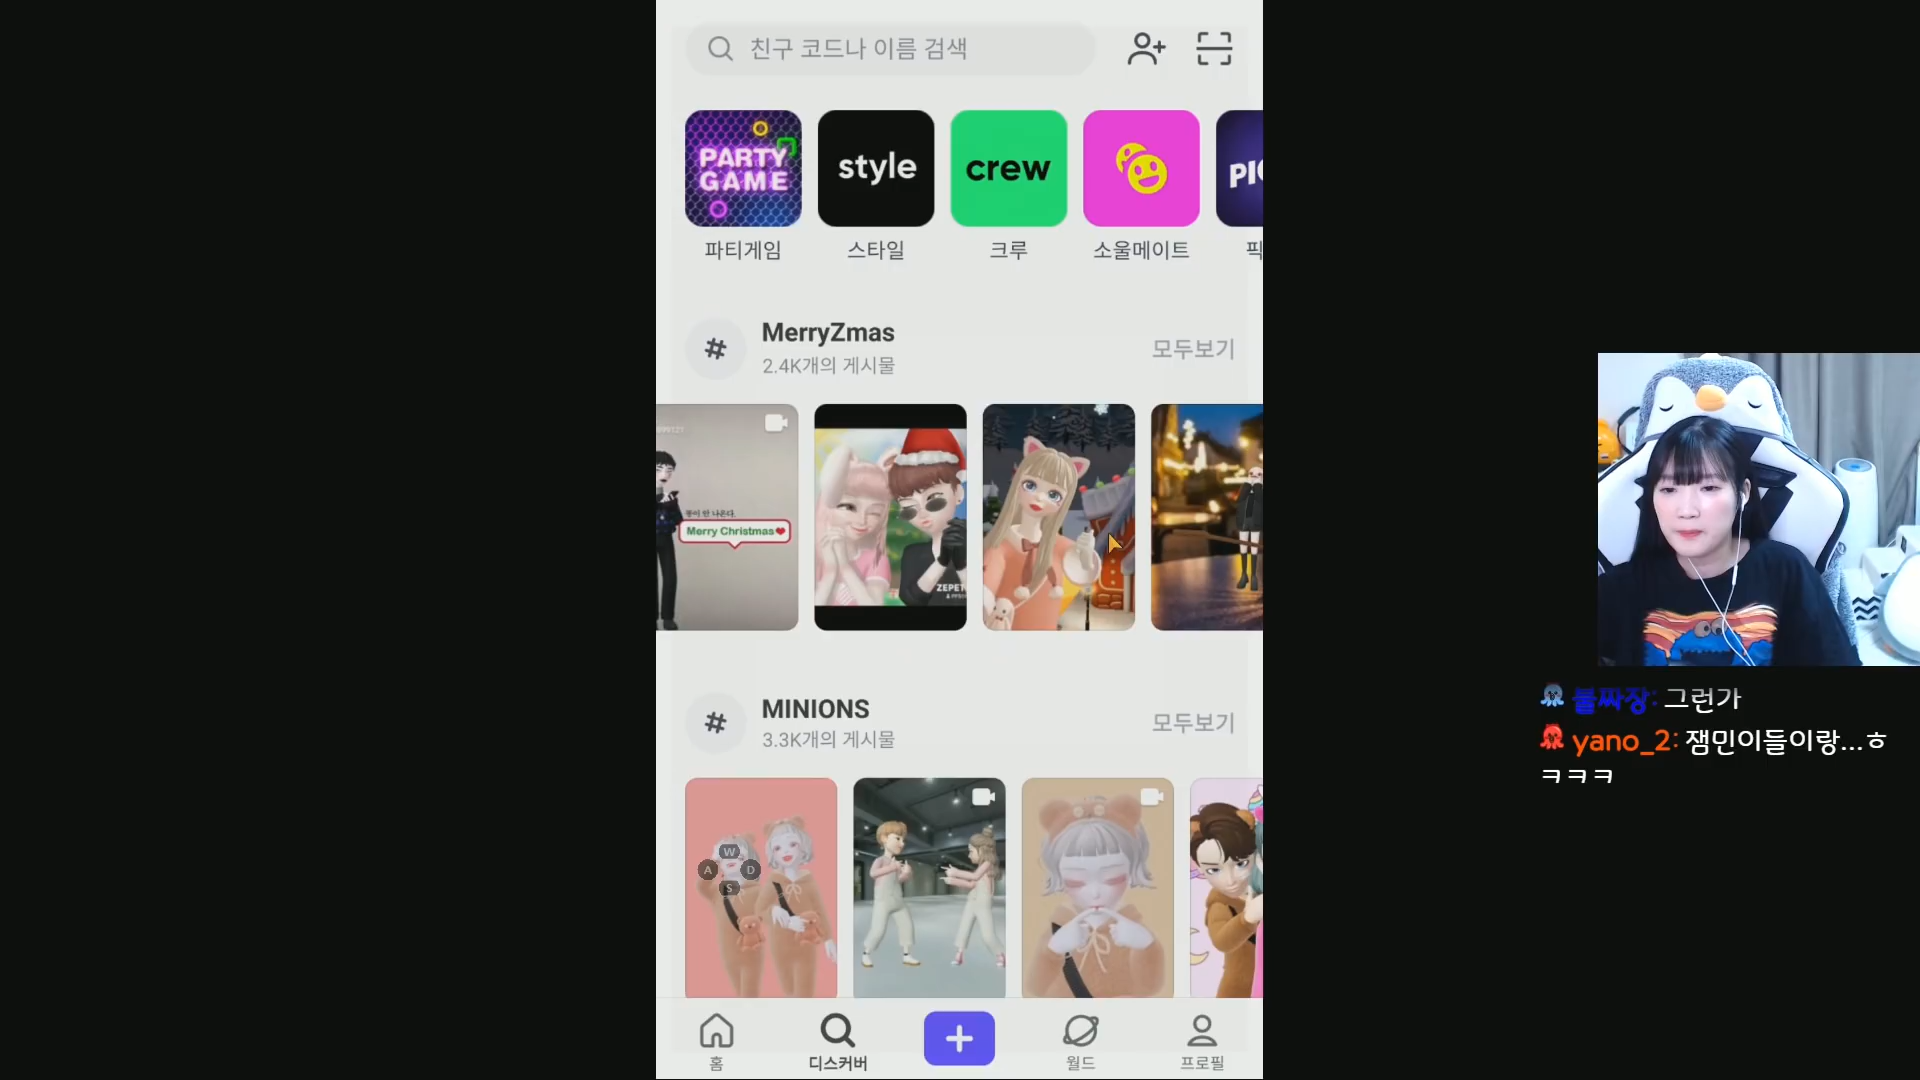 친구 코드나 이름 검색
PARTY
GAME
style
crew
파티게임
스타일
크루
소울메이트
MerryZmas
2.4K개의 게시물
모두보기
Merry Christmas
MINIONS
3.3K개의 게시물
모두보기
W
A
D
S
홈
디스커버
월드
프로필
불짜장: 그런가
yano_2: 잼민이들이랑...ㅎ
ㅋㅋㅋ